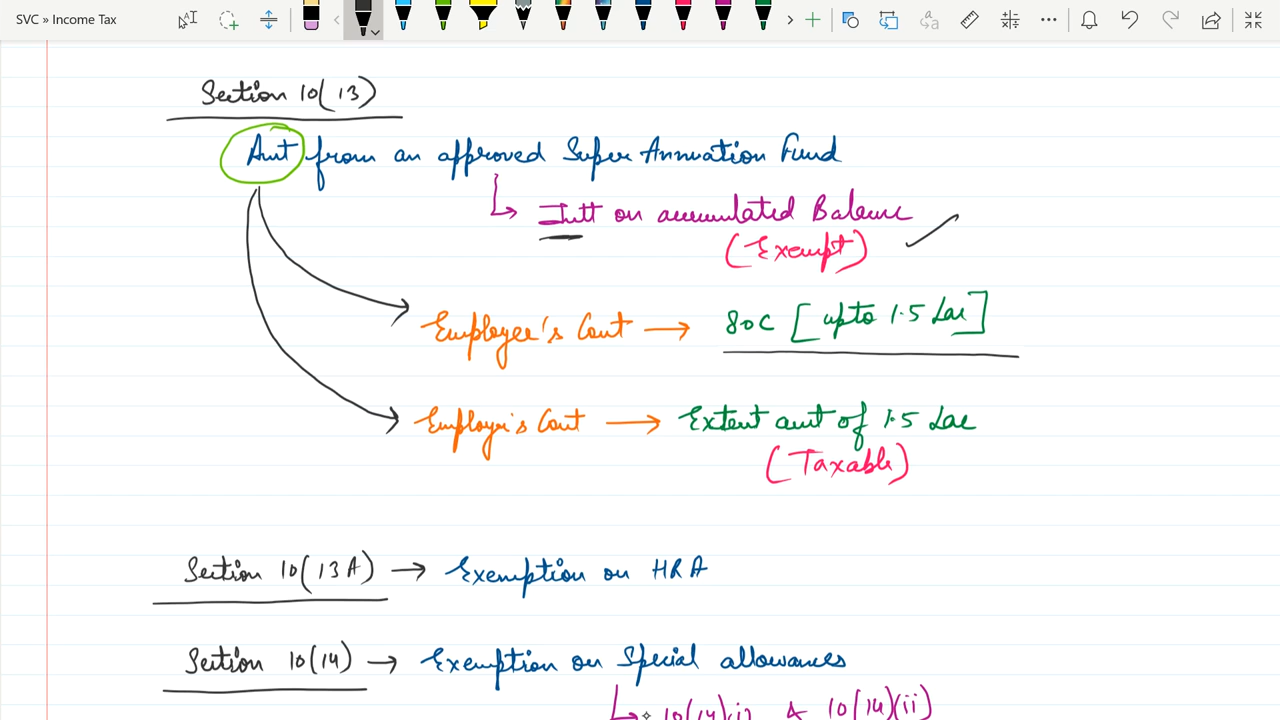 SVC » Income Tax
Section 10(13)
Amt from an approved Super Annuation Fund
Intt on accumulated Balance
(Exempt)
Employee's Cont → 80C [upto 1.5 Lac]
Employer's Cont → Extent amt of 1.5 Lac
(Taxable)
Section 10(13A) → Exemption on HRA
Section 10(14) → Exemption on Special allowances
10(14)(i) & 10(14)(ii)